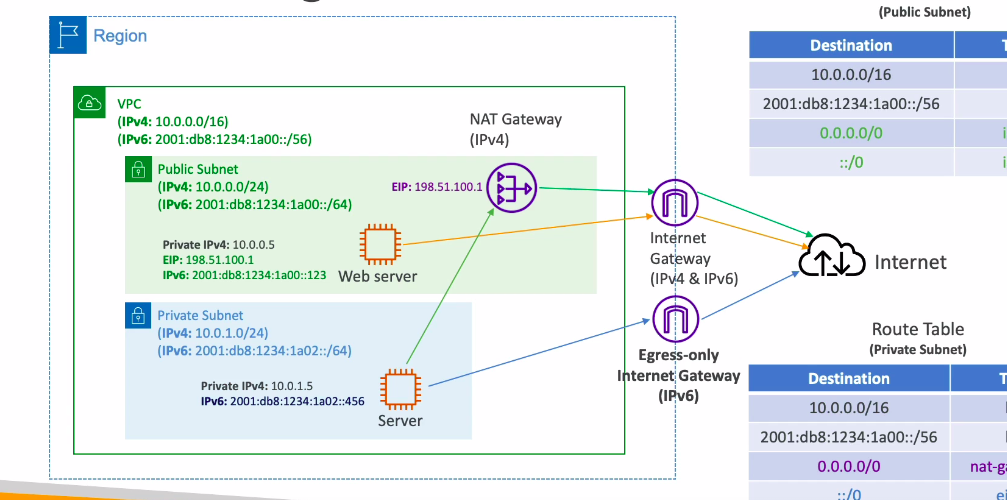 (Public Subnet)
Region
Destination
10.0.0.0/16
2001:db8:1234:1a00::/56
0.0.0.0/0
::/0
VPC
(IPv4: 10.0.0.0/16)
(IPv6: 2001:db8:1234:1a00::/56)
NAT Gateway
(IPv4)
Public Subnet
(IPv4: 10.0.0.0/24)
(IPv6: 2001:db8:1234:1a00::/64)
EIP: 198.51.100.1
Private IPv4: 10.0.0.5
EIP: 198.51.100.1
IPv6: 2001:db8:1234:1a00::123
Web server
Internet
Gateway
(IPv4 & IPv6)
Internet
Private Subnet
(IPv4: 10.0.1.0/24)
(IPv6: 2001:db8:1234:1a02::/64)
Private IPv4: 10.0.1.5
IPv6: 2001:db8:1234:1a02::456
Server
Egress-only
Internet Gateway
(IPv6)
Route Table
(Private Subnet)
Destination
10.0.0.0/16
2001:db8:1234:1a00::/56
0.0.0.0/0
::/0